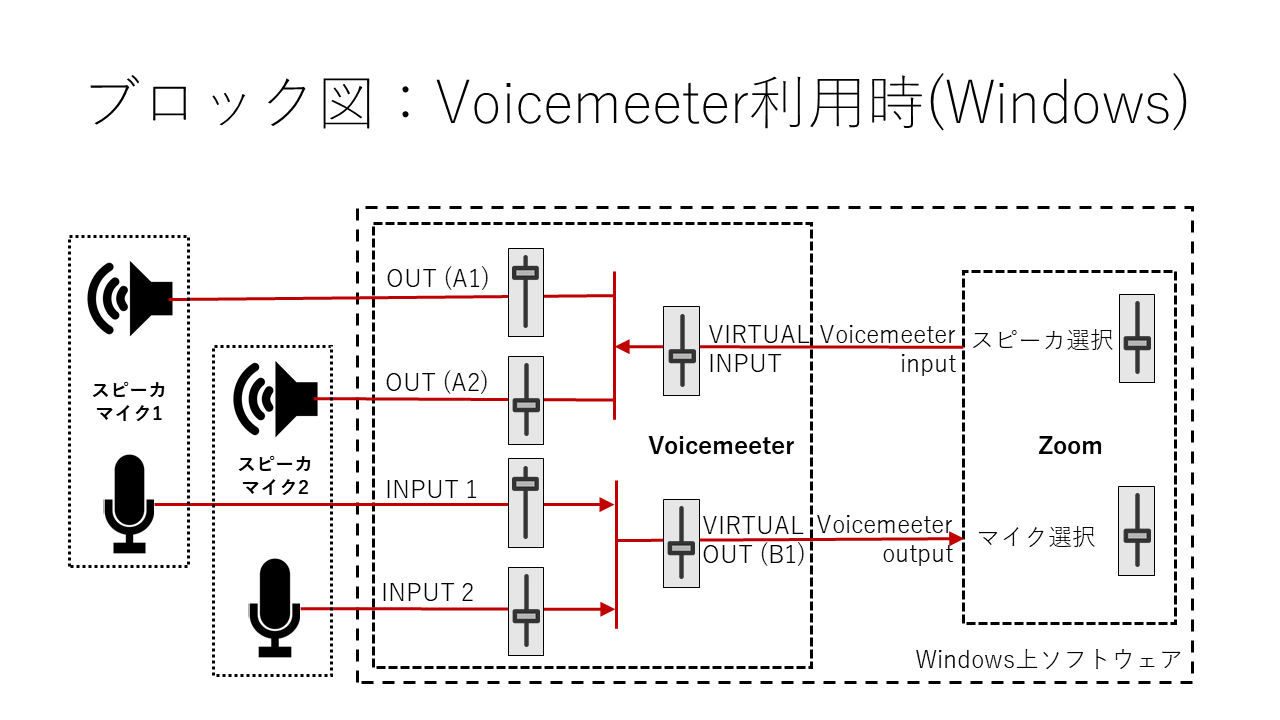 ブロック図：Voicemeeter利用時(Windows)
OUT (A1)
OUT (A2)
INPUT 1
INPUT 2
スピーカ
マイク1
スピーカ
マイク2
VIRTUAL
INPUT
Voicemeeter
input
スピーカ選択
Voicemeeter
Zoom
VIRTUAL
OUT (B1)
Voicemeeter
output
マイク選択
Windows上ソフトウェア